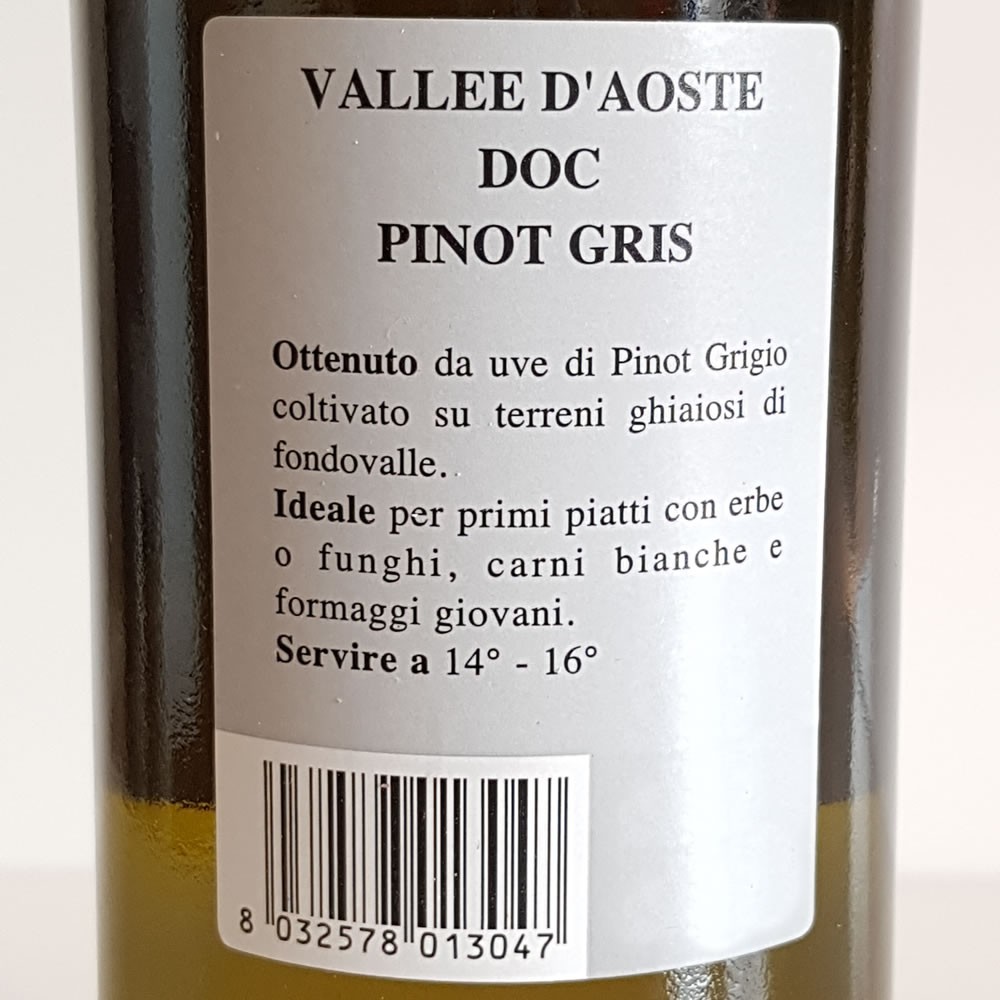 VALLEE D'AOSTE
DOC
PINOT GRIS
Ottenuto da uve di Pinot Grigio
coltivato su terreni ghiaiosi di
fondovalle.
Ideale per primi piatti con erbe
o funghi, carni bianche e
formaggi giovani.
Servire a 14° - 16°
8 032578 013047